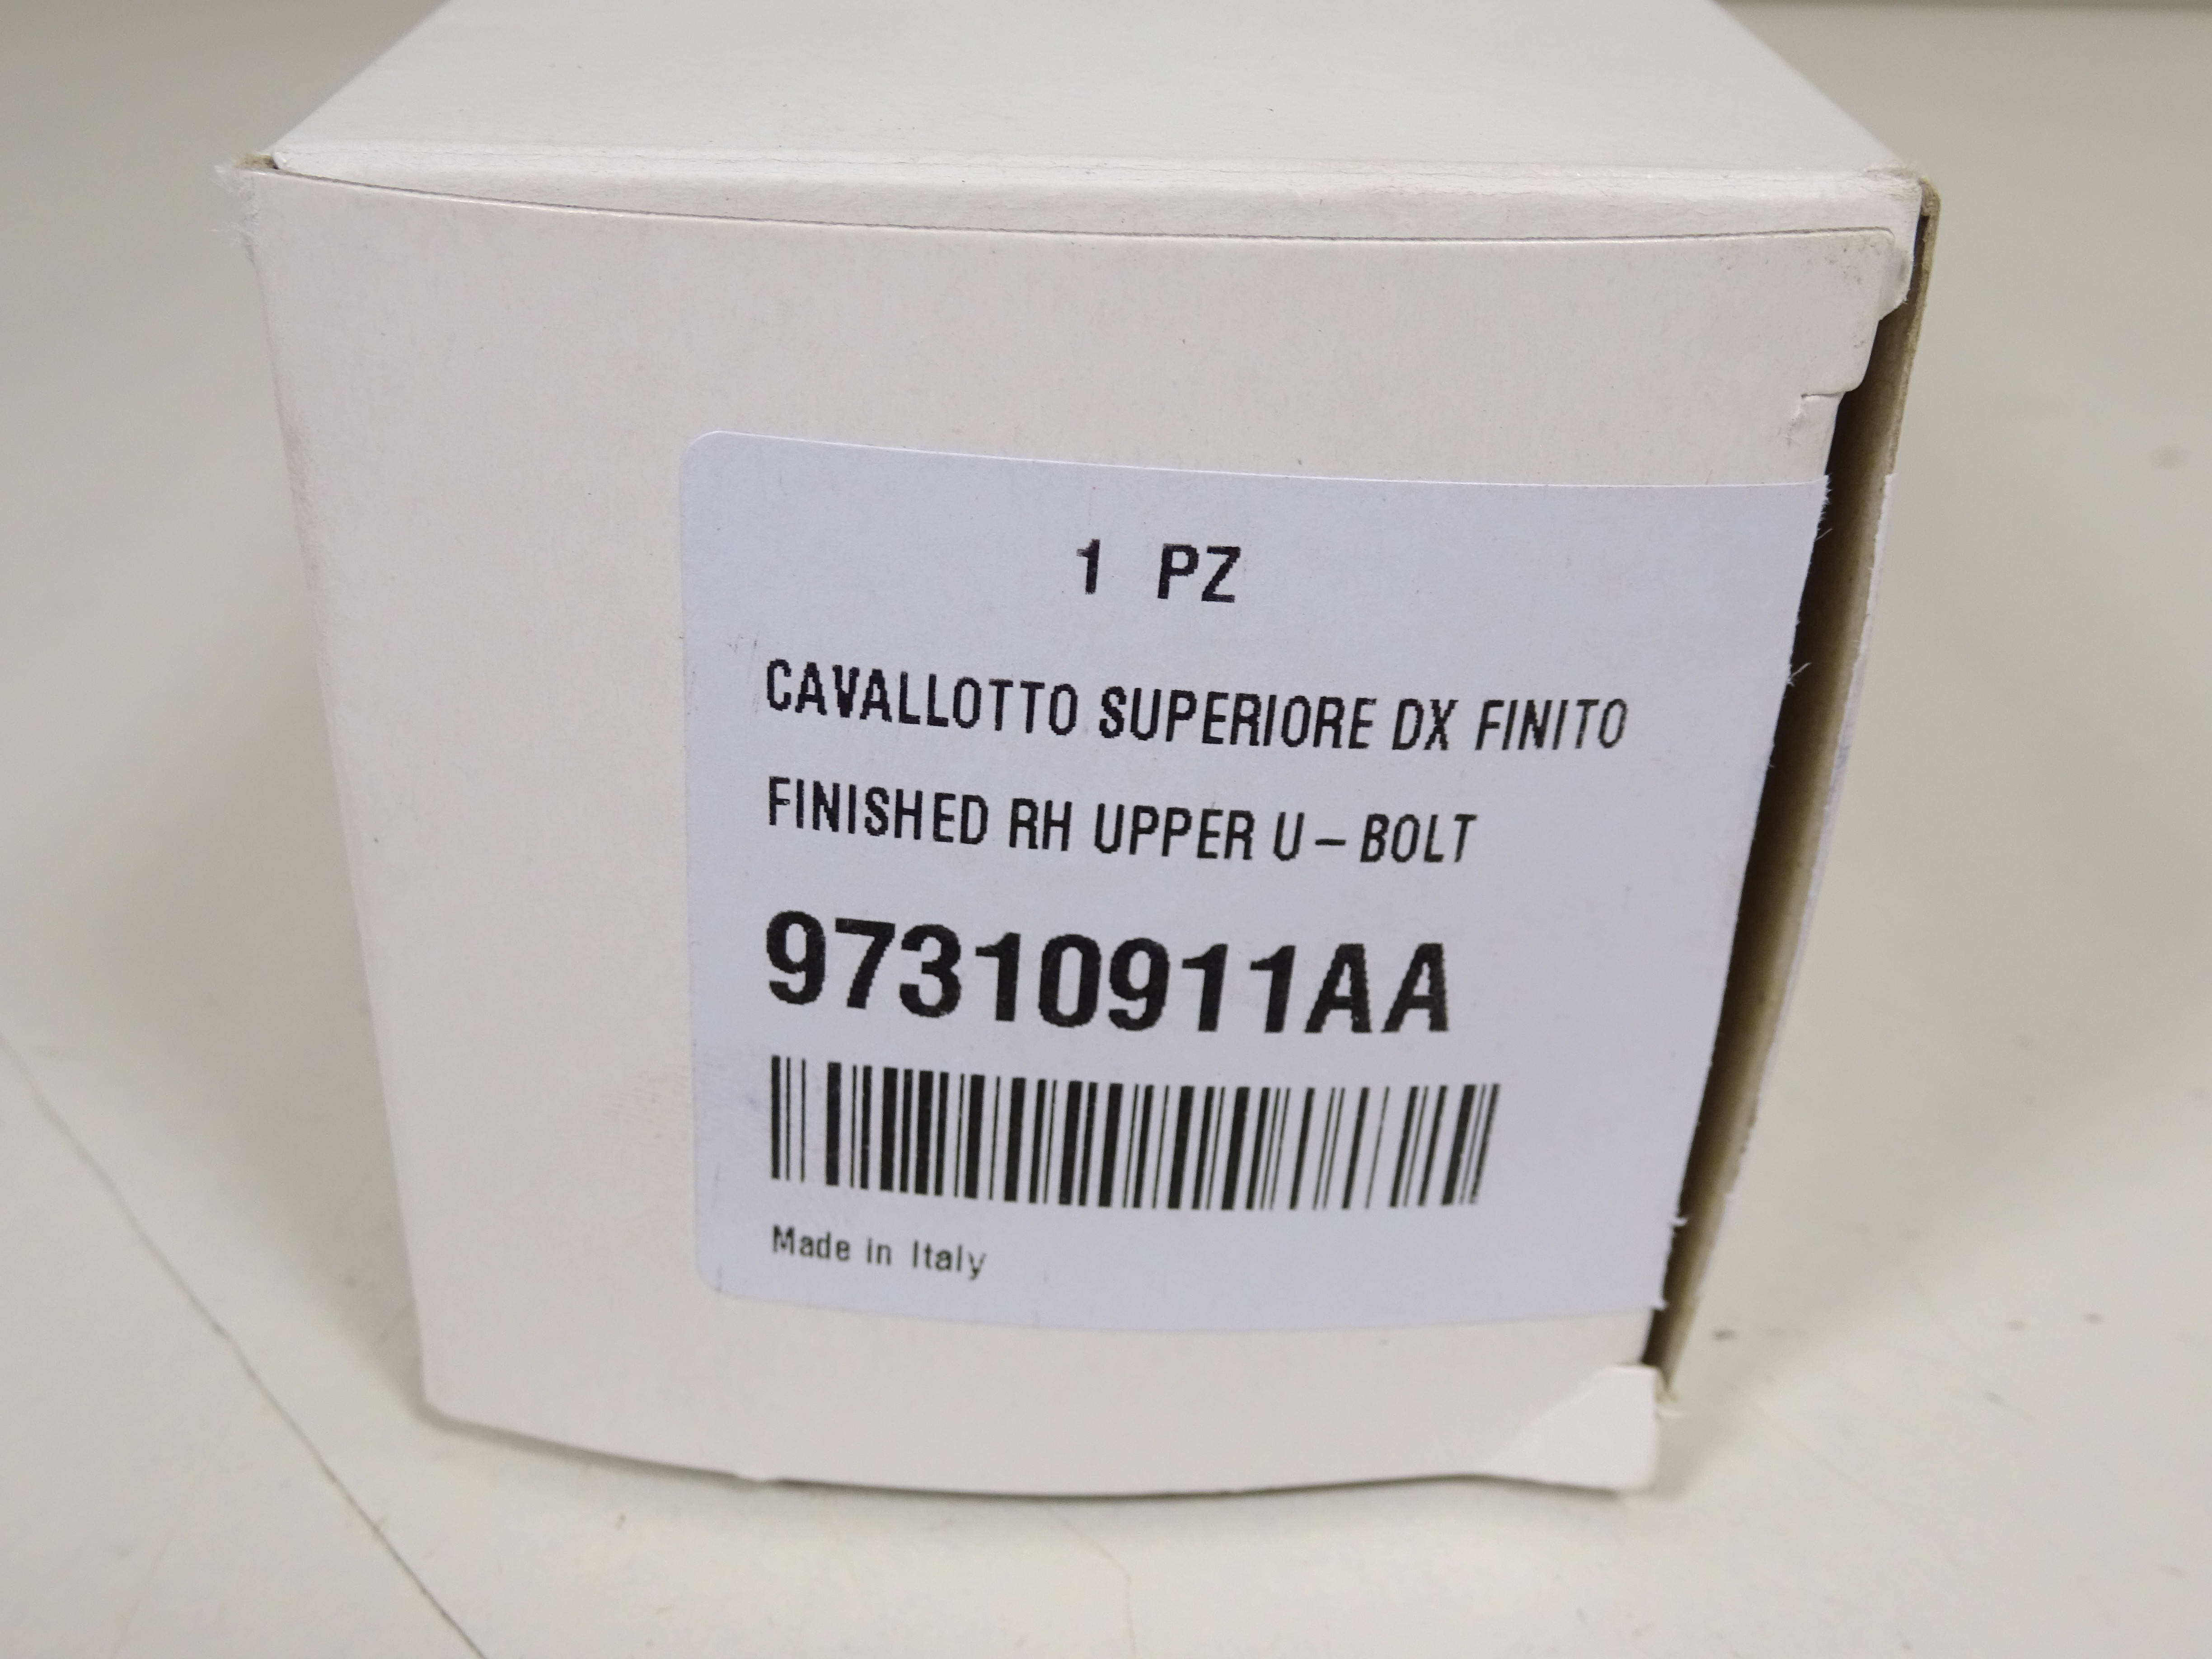 1 PZ
CAVALLOTTO SUPERIORE DX FINITO
FINISHED RH UPPER U-BOLT
97310911AA
Made in Italy